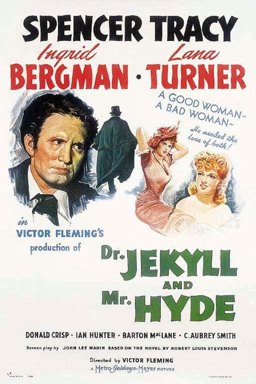 SPENCER TRACY
Ingrid Lana
BERGMAN · TURNER
A GOOD WOMAN—
A BAD WOMAN—
He needed the
love of both!
in
VICTOR FLEMING'S
production of
Dr. JEKYLL
AND
Mr. HYDE
DONALD CRISP · IAN HUNTER · BARTON MacLANE · C. AUBREY SMITH
Screen play by JOHN LEE MAHIN BASED ON THE NOVEL BY ROBERT LOUIS STEVENSON
Directed by VICTOR FLEMING
A Metro-Goldwyn-Mayer PICTURE